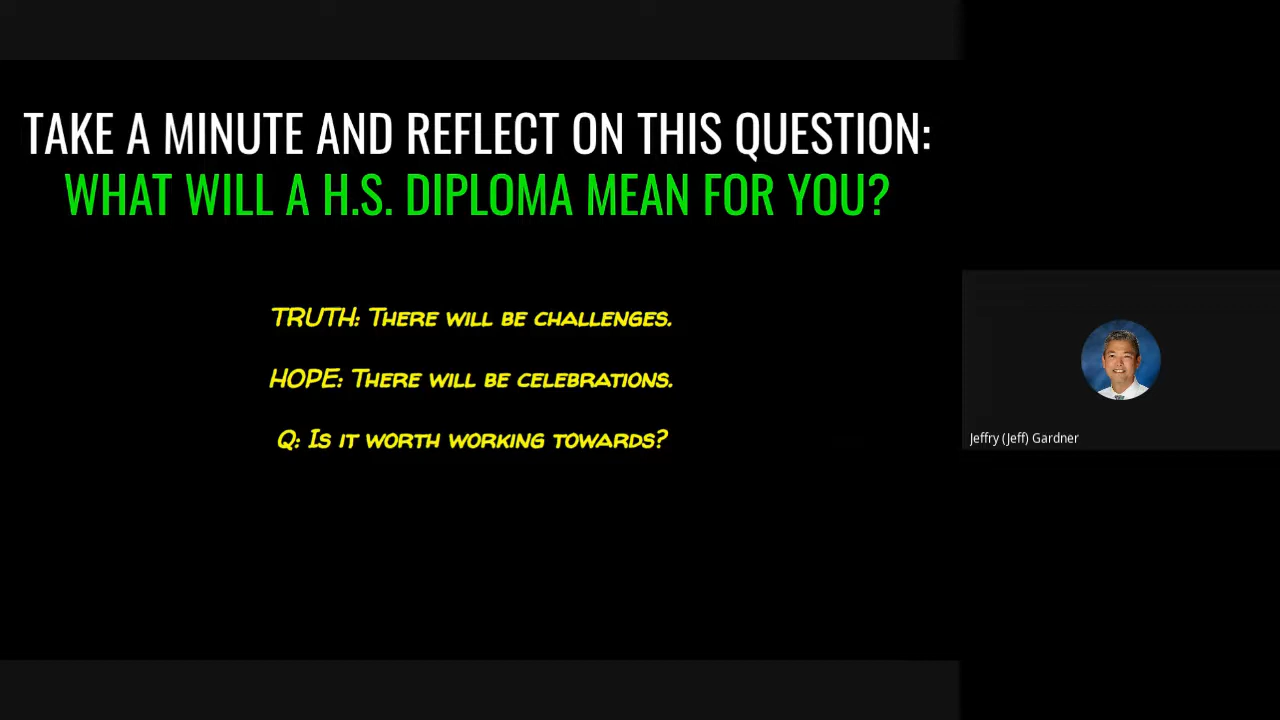 TAKE A MINUTE AND REFLECT ON THIS QUESTION:
WHAT WILL A H.S. DIPLOMA MEAN FOR YOU?
TRUTH: THERE WILL BE CHALLENGES.
HOPE: THERE WILL BE CELEBRATIONS.
Q: IS IT WORTH WORKING TOWARDS?
Jeffry (Jeff) Gardner